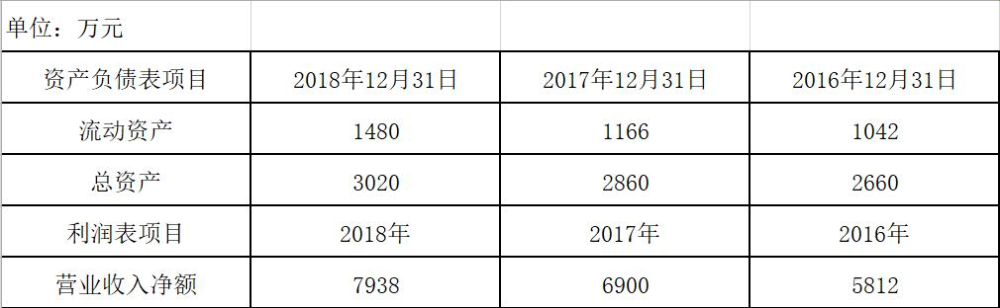 单位：万元
资产负债表项目 2018年12月31日 2017年12月31日 2016年12月31日
流动资产 1480 1166 1042
总资产 3020 2860 2660
利润表项目 2018年 2017年 2016年
营业收入净额 7938 6900 5812